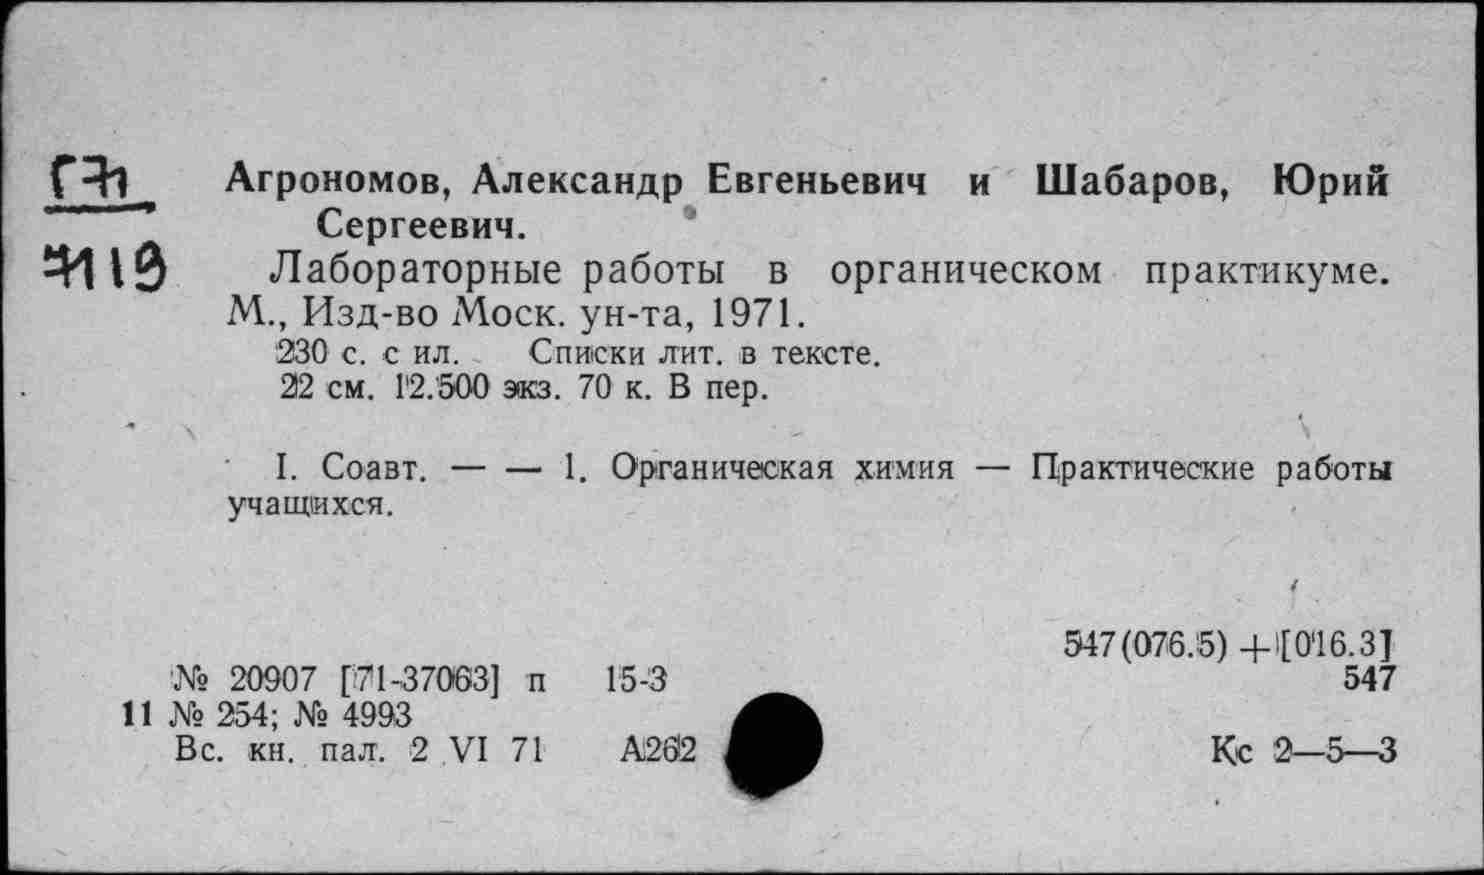 Агрономов, Александр Евгеньевич и Шабаров, Юрий
Сергеевич.
Лабораторные работы в органическом практикуме.
М., Изд-во Моск. ун-та, 1971.
230 с. с ил. Списки лит. в тексте.
22 см. 12.500 экз. 70 к. В пер.
I. Соавт. — — 1. Органическая химия — Практические работы
учащихся.
547(076.5) +[016.3]
№ 20907 [71-37063] п 15-3 547
11 № 254; № 4993
Вс. кн. пал. 2 VI 71 А262 Кс 2—5—3